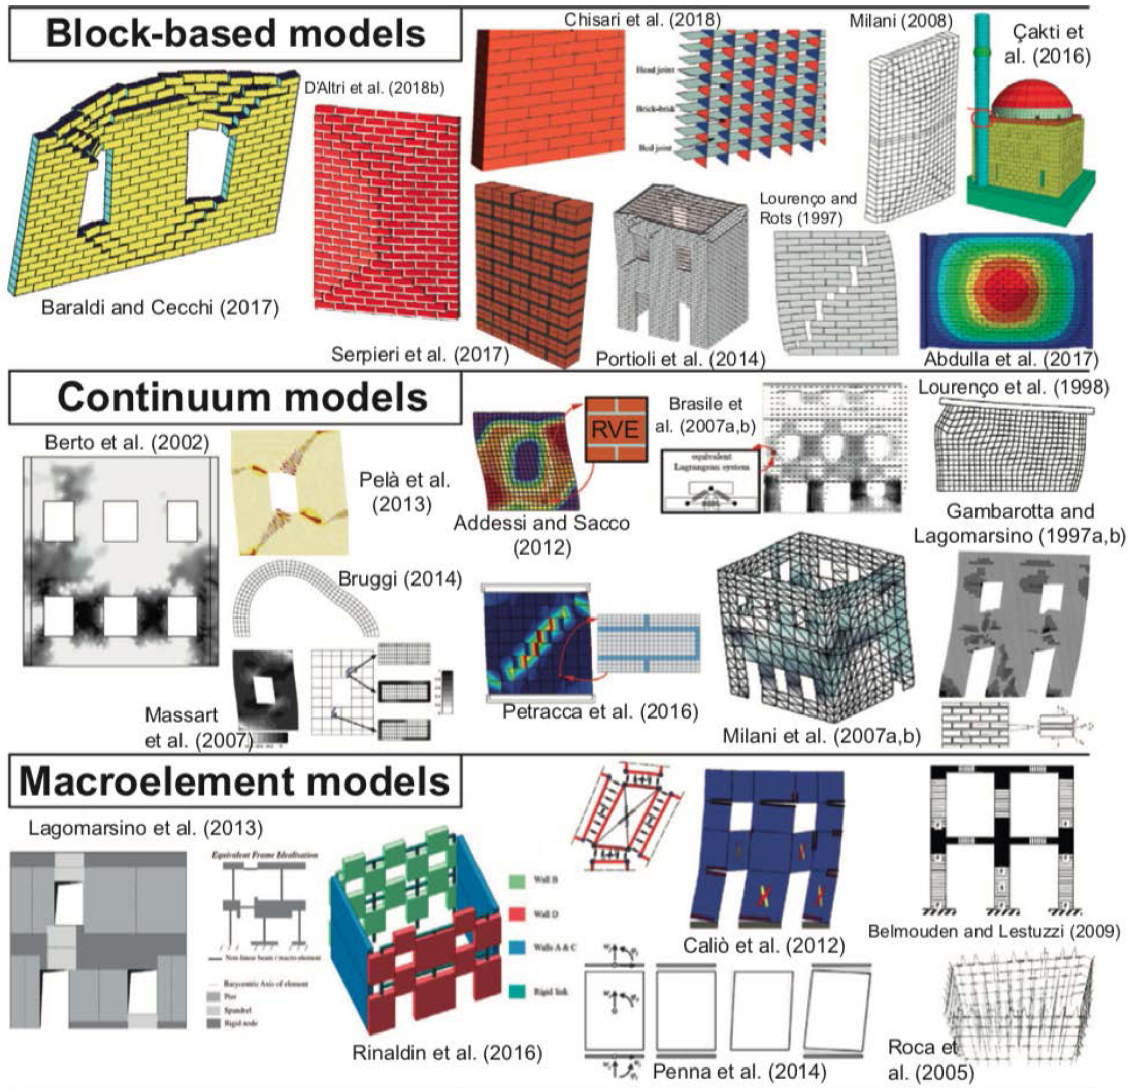 Block-based models
Chisari et al. (2018)
Milani (2008)
Çakti et
al. (2016)
D'Altri et al. (2018b)
Head joint
Brick-brick
Bed joint
Lourenço and
Rots (1997)
Baraldi and Cecchi (2017)
Serpieri et al. (2017)
Portioli et al. (2014)
Abdulla et al. (2017)
Continuum models
Lourenço et al. (1998)
Berto et al. (2002)
Pelà et al.
(2013)
RVE
Brasile et
al. (2007a,b)
equivalent
Lagrangean system
Addessi and Sacco
(2012)
Gambarotta and
Lagomarsino (1997a,b)
Bruggi (2014)
Massart
et al. (2007)
Petracca et al. (2016)
Milani et al. (2007a,b)
Macroelement models
Lagomarsino et al. (2013)
Equivalent Frame Idealisation
Non-linear beam / macro-element
Barycentric Axis of element
Pier
Spandrel
Rigid node
Wall B
Wall D
Walls A & C
Rigid link
Rinaldin et al. (2016)
Caliò et al. (2012)
Belmouden and Lestuzzi (2009)
Penna et al. (2014)
Roca et
al. (2005)